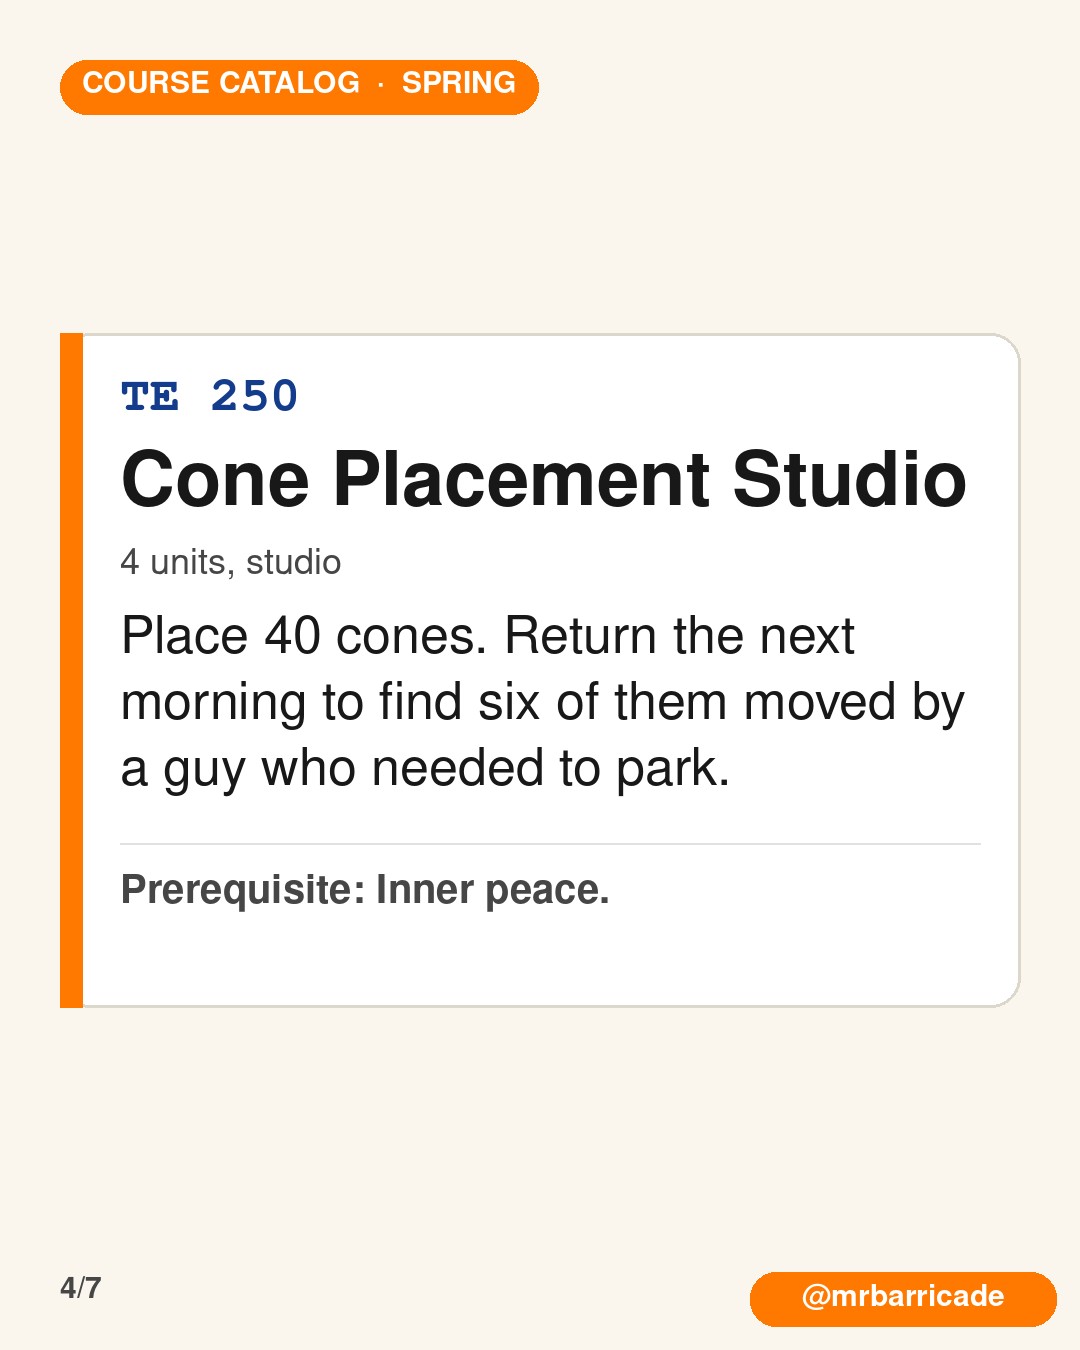 COURSE CATALOG · SPRING
TE 250
Cone Placement Studio
4 units, studio
Place 40 cones. Return the next
morning to find six of them moved by
a guy who needed to park.
Prerequisite: Inner peace.
4/7
@mrbarricade